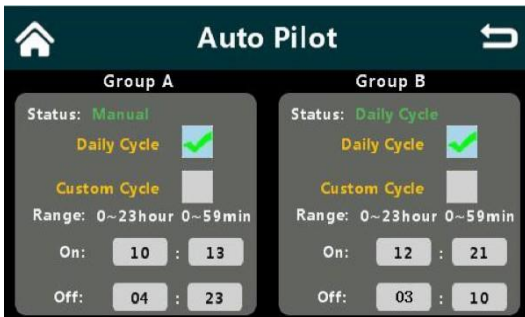 Auto Pilot
Group A
Status: Manual
Daily Cycle
Custom Cycle
Range: 0~23hour 0~59min
On: 10 : 13
Off: 04 : 23
Group B
Status: Daily Cycle
Daily Cycle
Custom Cycle
Range: 0~23hour 0~59min
On: 12 : 21
Off: 03 : 10